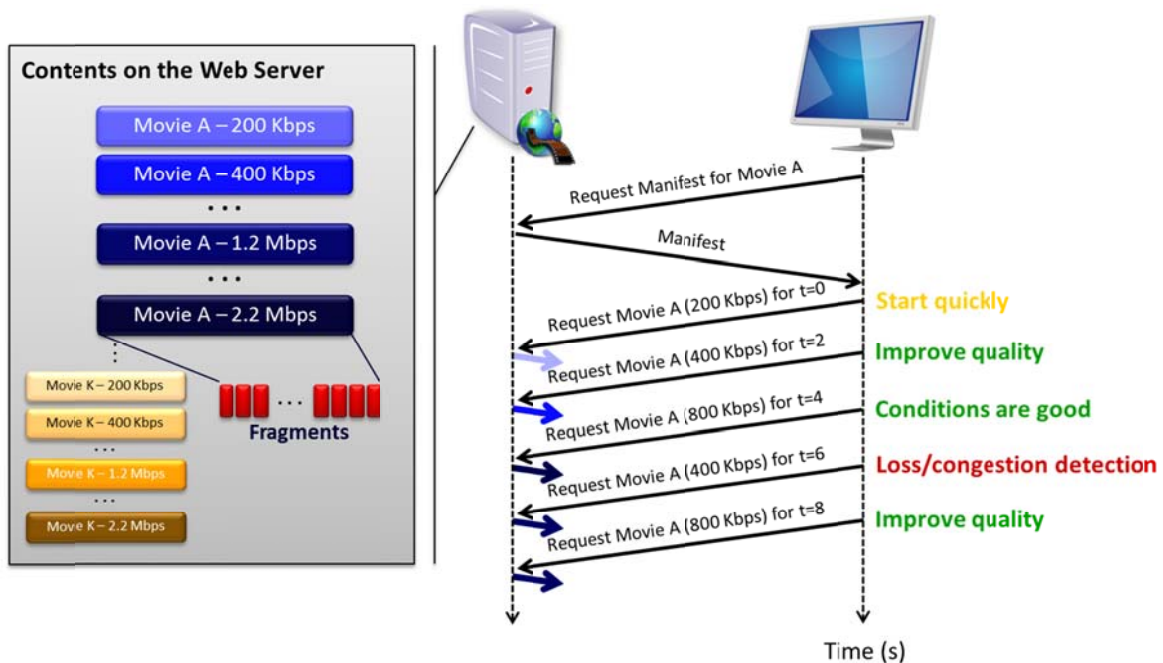 Contents on the Web Server
Movie A – 200 Kbps
Movie A – 400 Kbps
...
Movie A – 1.2 Mbps
...
Movie A – 2.2 Mbps
...
Movie K – 200 Kbps
Movie K – 400 Kbps
...
Movie K – 1.2 Mbps
...
Movie K – 2.2 Mbps
...
Fragments
Request Manifest for Movie A
Manifest
Request Movie A (200 Kbps) for t=0
Start quickly
Request Movie A (400 Kbps) for t=2
Improve quality
Request Movie A (800 Kbps) for t=4
Conditions are good
Request Movie A (400 Kbps) for t=6
Loss/congestion detection
Request Movie A (800 Kbps) for t=8
Improve quality
Time (s)